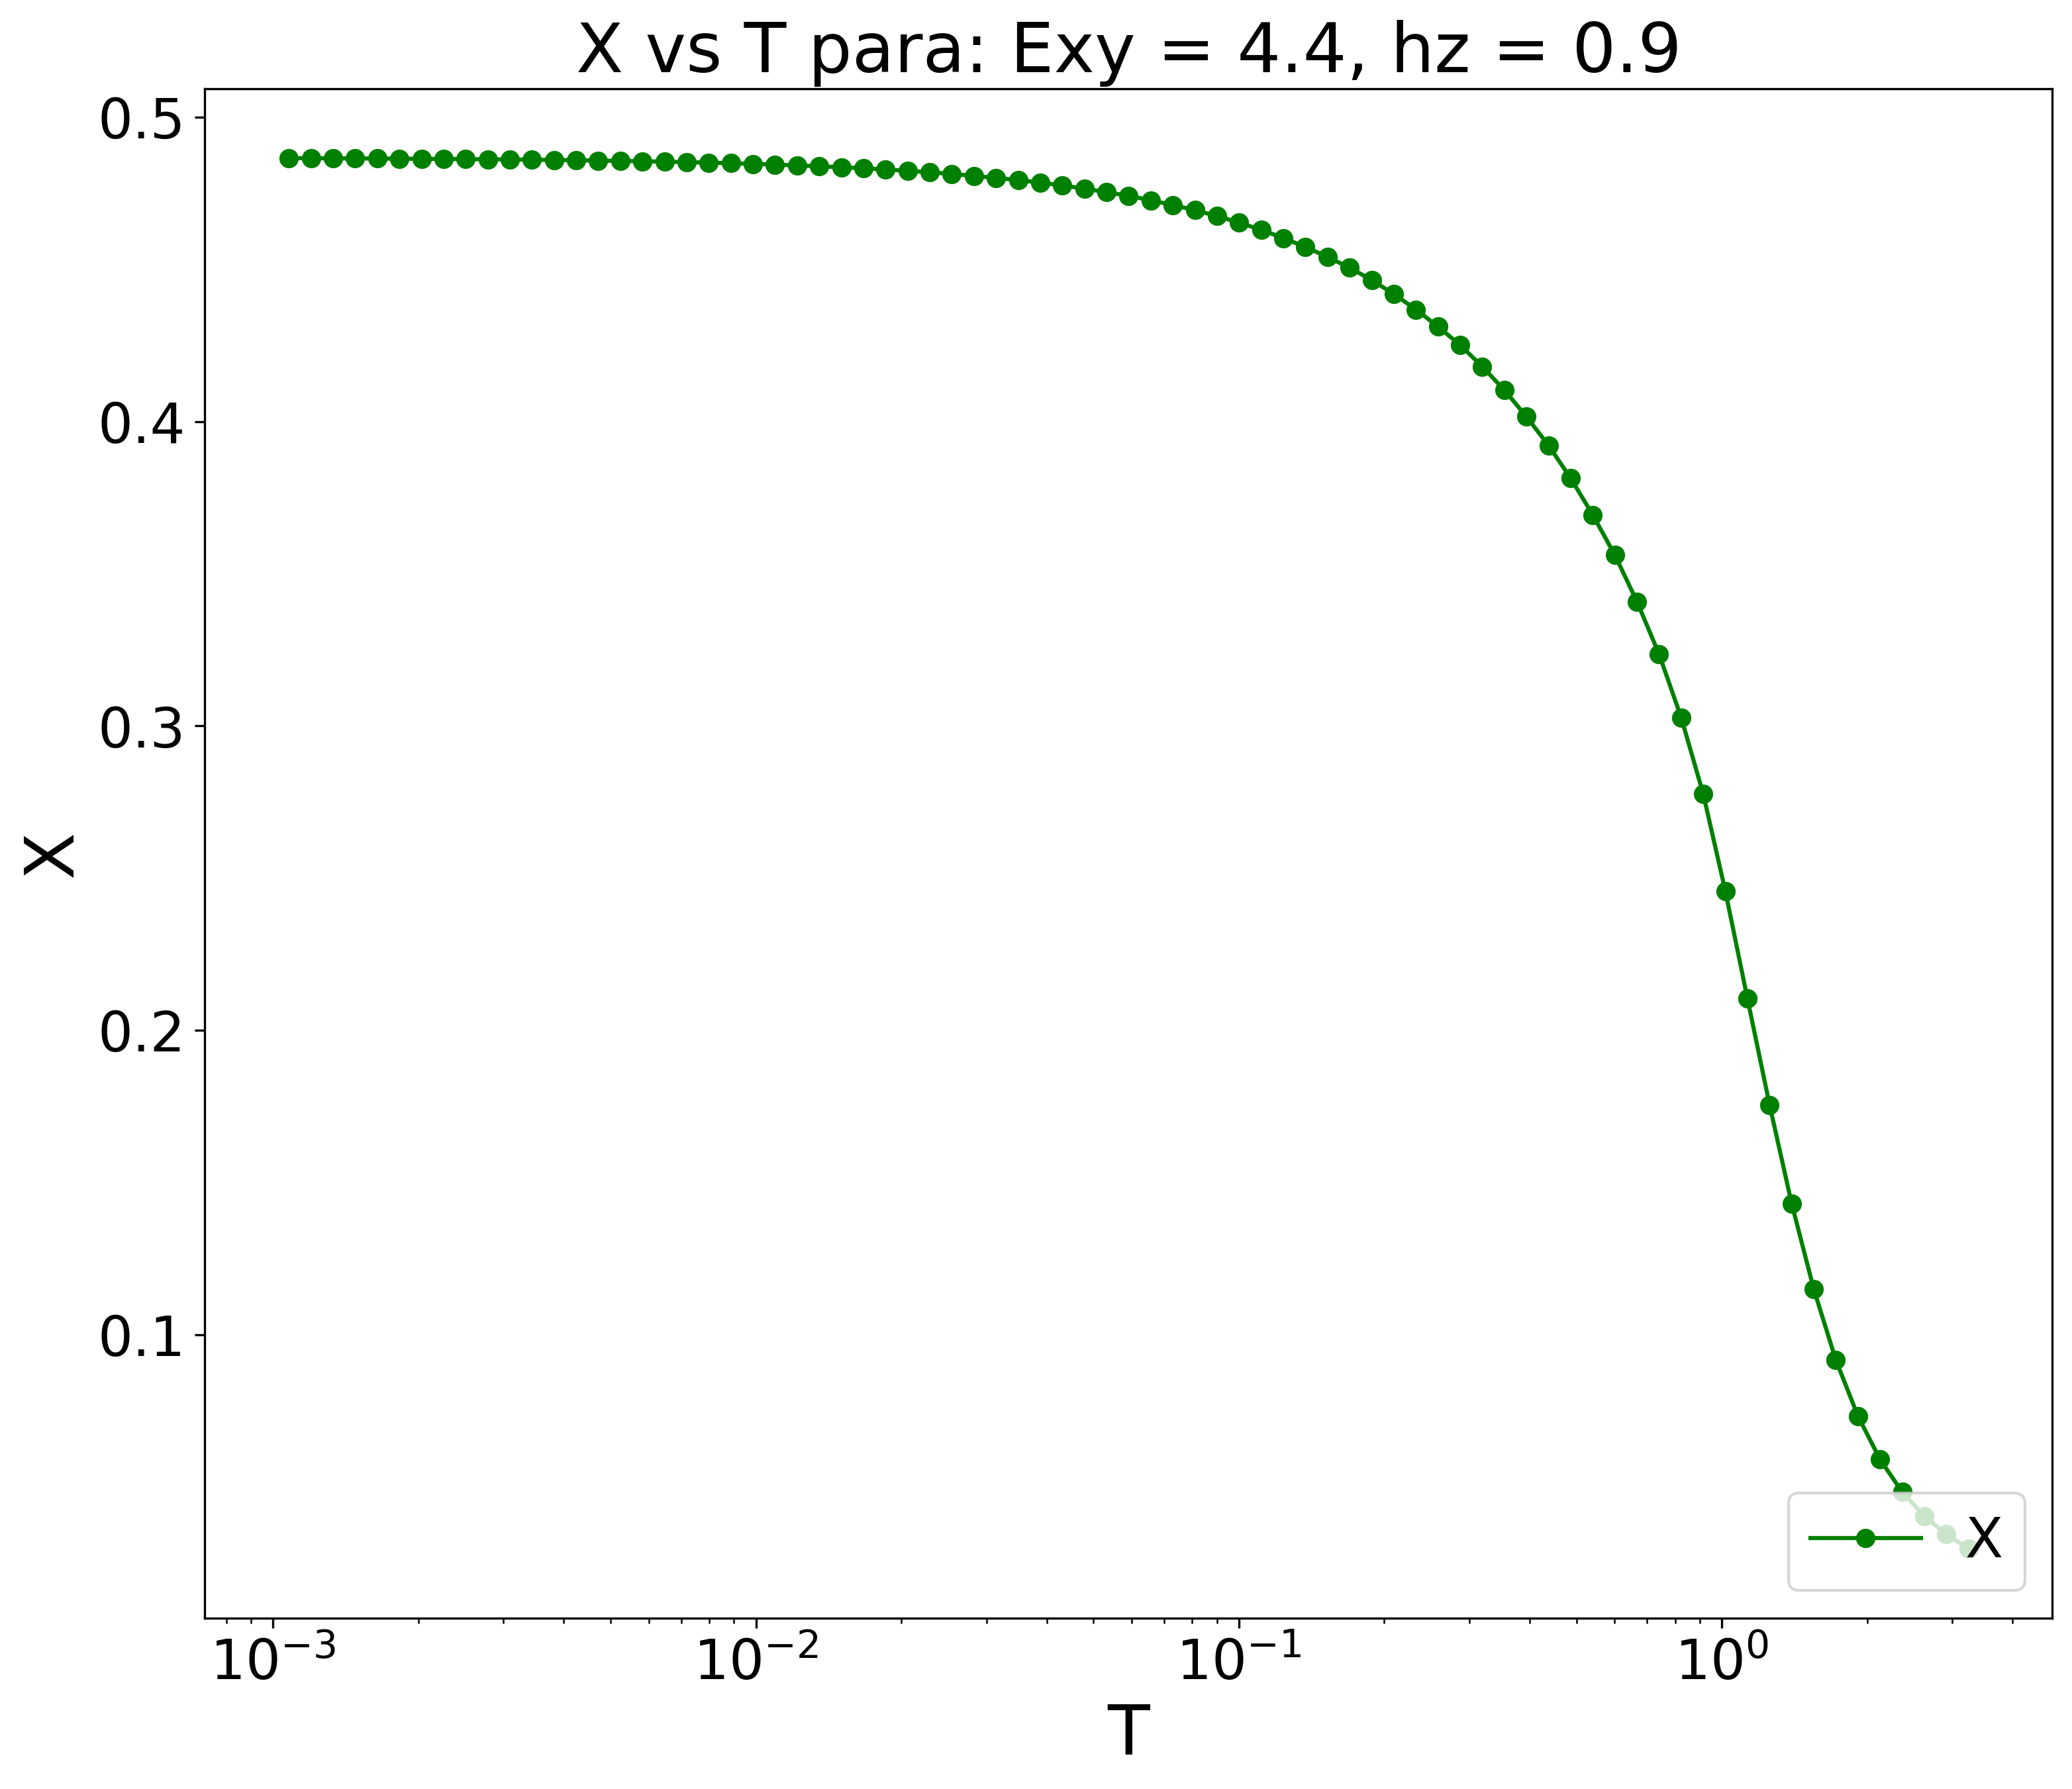 X vs T para: Exy = 4.4, hz = 0.9
0.5
0.4
0.3
0.2
0.1
X
X
10⁻³ 10⁻² 10⁻¹ 10⁰
T